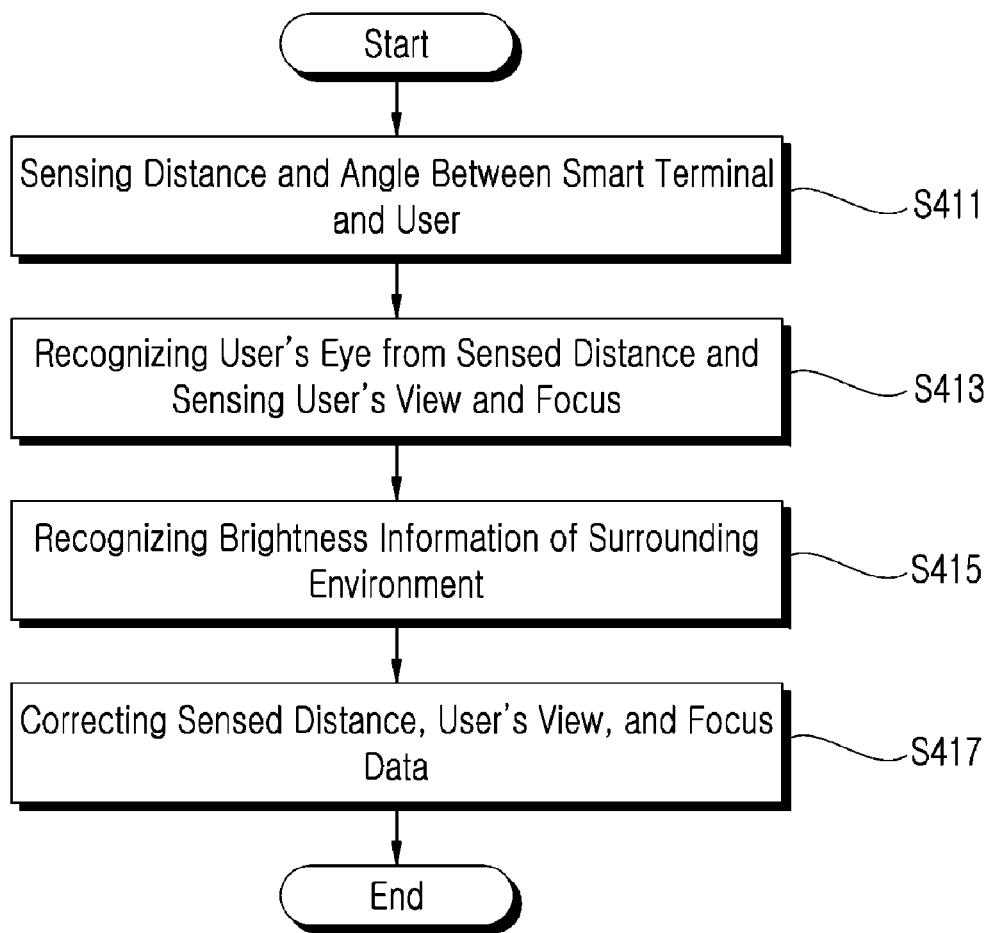 Start
Sensing Distance and Angle Between Smart Terminal
and User
S411
Recognizing User's Eye from Sensed Distance and
Sensing User's View and Focus
S413
Recognizing Brightness Information of Surrounding
Environment
S415
Correcting Sensed Distance, User's View, and Focus
Data
S417
End